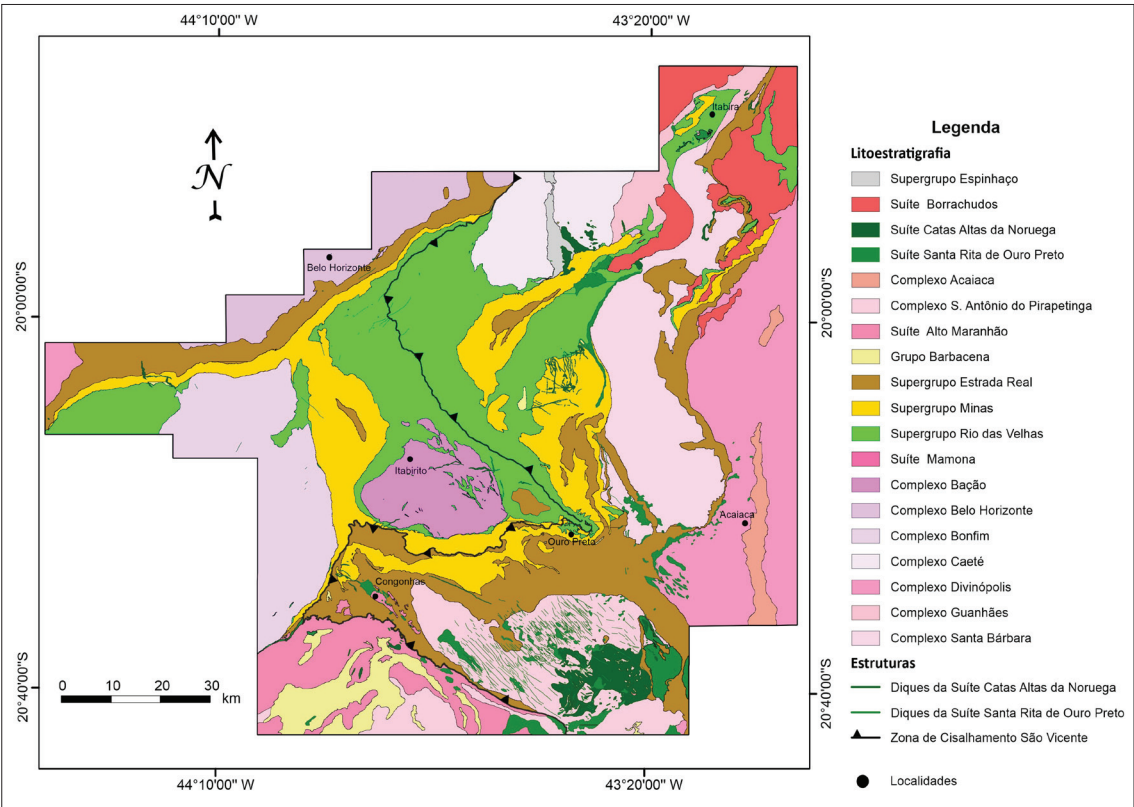 44°10'00" W
43°20'00" W
N
Itabira
Belo Horizonte
20°00'00"S
20°00'00"S
Itabirito
Acaiaca
Ouro Preto
Congonhas
20°40'00"S
20°40'00"S
0 10 20 30
km
44°10'00" W
43°20'00" W
Legenda
Litoestratigrafia
Supergrupo Espinhaço
Suíte Borrachudos
Suíte Catas Altas da Noruega
Suíte Santa Rita de Ouro Preto
Complexo Acaiaca
Complexo S. Antônio do Pirapetinga
Suíte Alto Maranhão
Grupo Barbacena
Supergrupo Estrada Real
Supergrupo Minas
Supergrupo Rio das Velhas
Suíte Mamona
Complexo Bação
Complexo Belo Horizonte
Complexo Bonfim
Complexo Caeté
Complexo Divinópolis
Complexo Guanhães
Complexo Santa Bárbara
Estruturas
Diques da Suíte Catas Altas da Noruega
Diques da Suíte Santa Rita de Ouro Preto
Zona de Cisalhamento São Vicente
Localidades